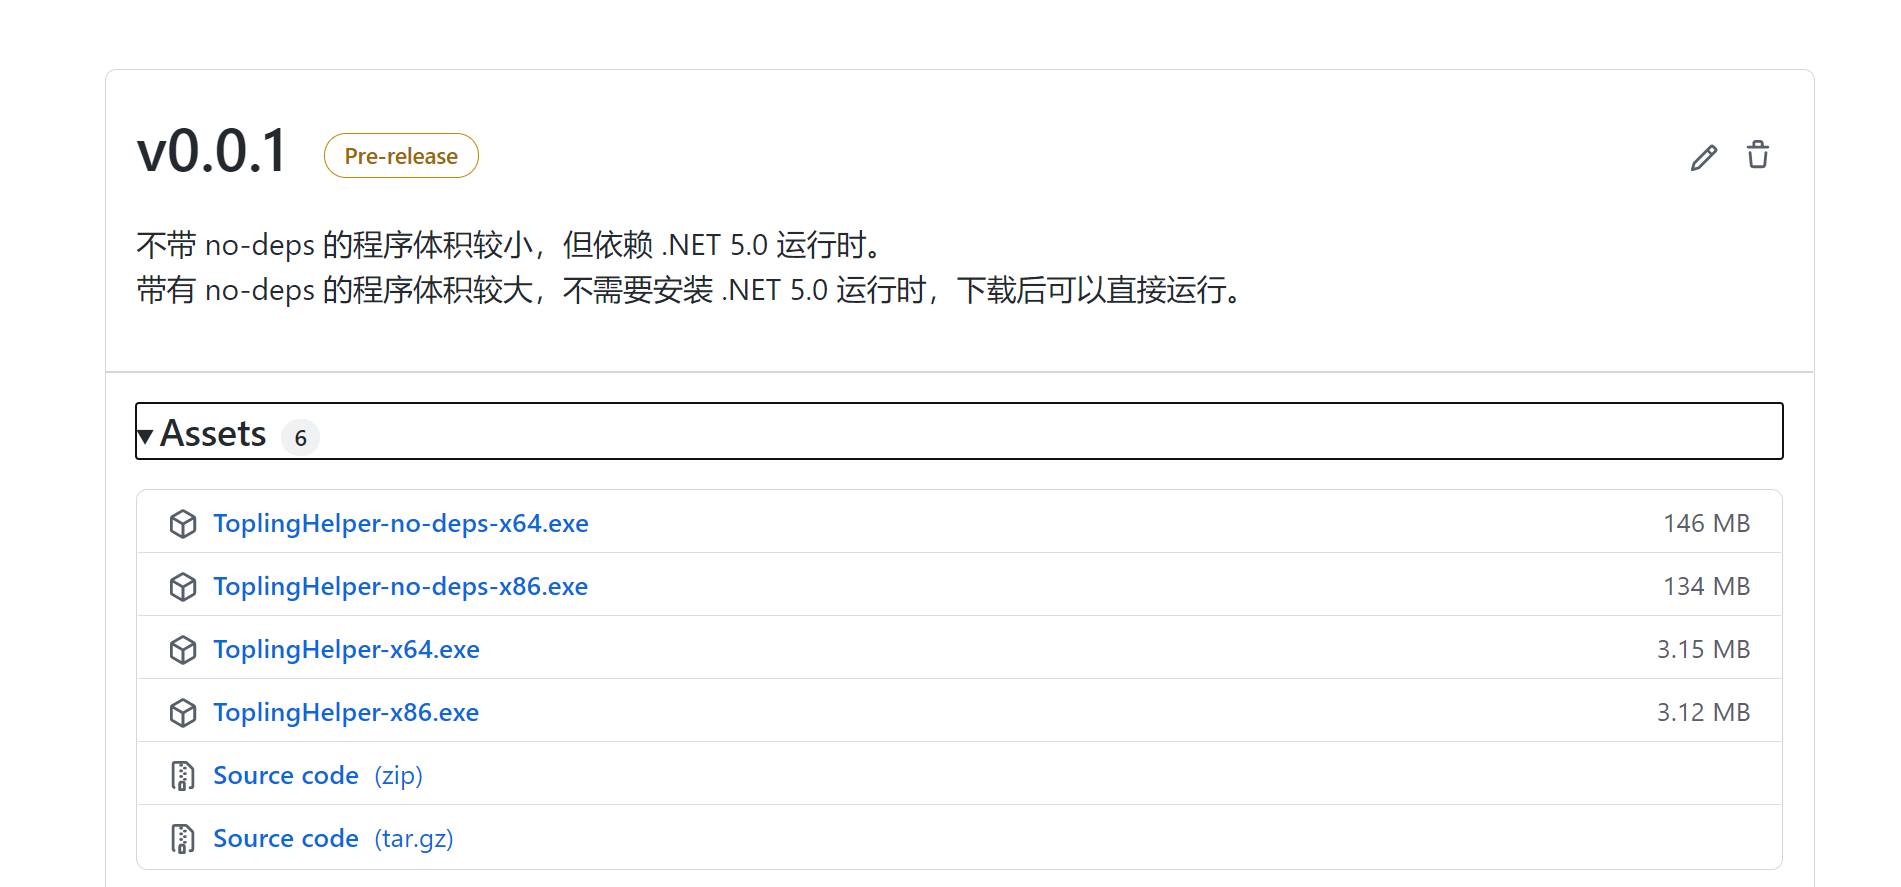 v0.0.1 Pre-release
不带 no-deps 的程序体积较小，但依赖 .NET 5.0 运行时。
带有 no-deps 的程序体积较大，不需要安装 .NET 5.0 运行时，下载后可以直接运行。
Assets 6
ToplingHelper-no-deps-x64.exe 146 MB
ToplingHelper-no-deps-x86.exe 134 MB
ToplingHelper-x64.exe 3.15 MB
ToplingHelper-x86.exe 3.12 MB
Source code (zip)
Source code (tar.gz)